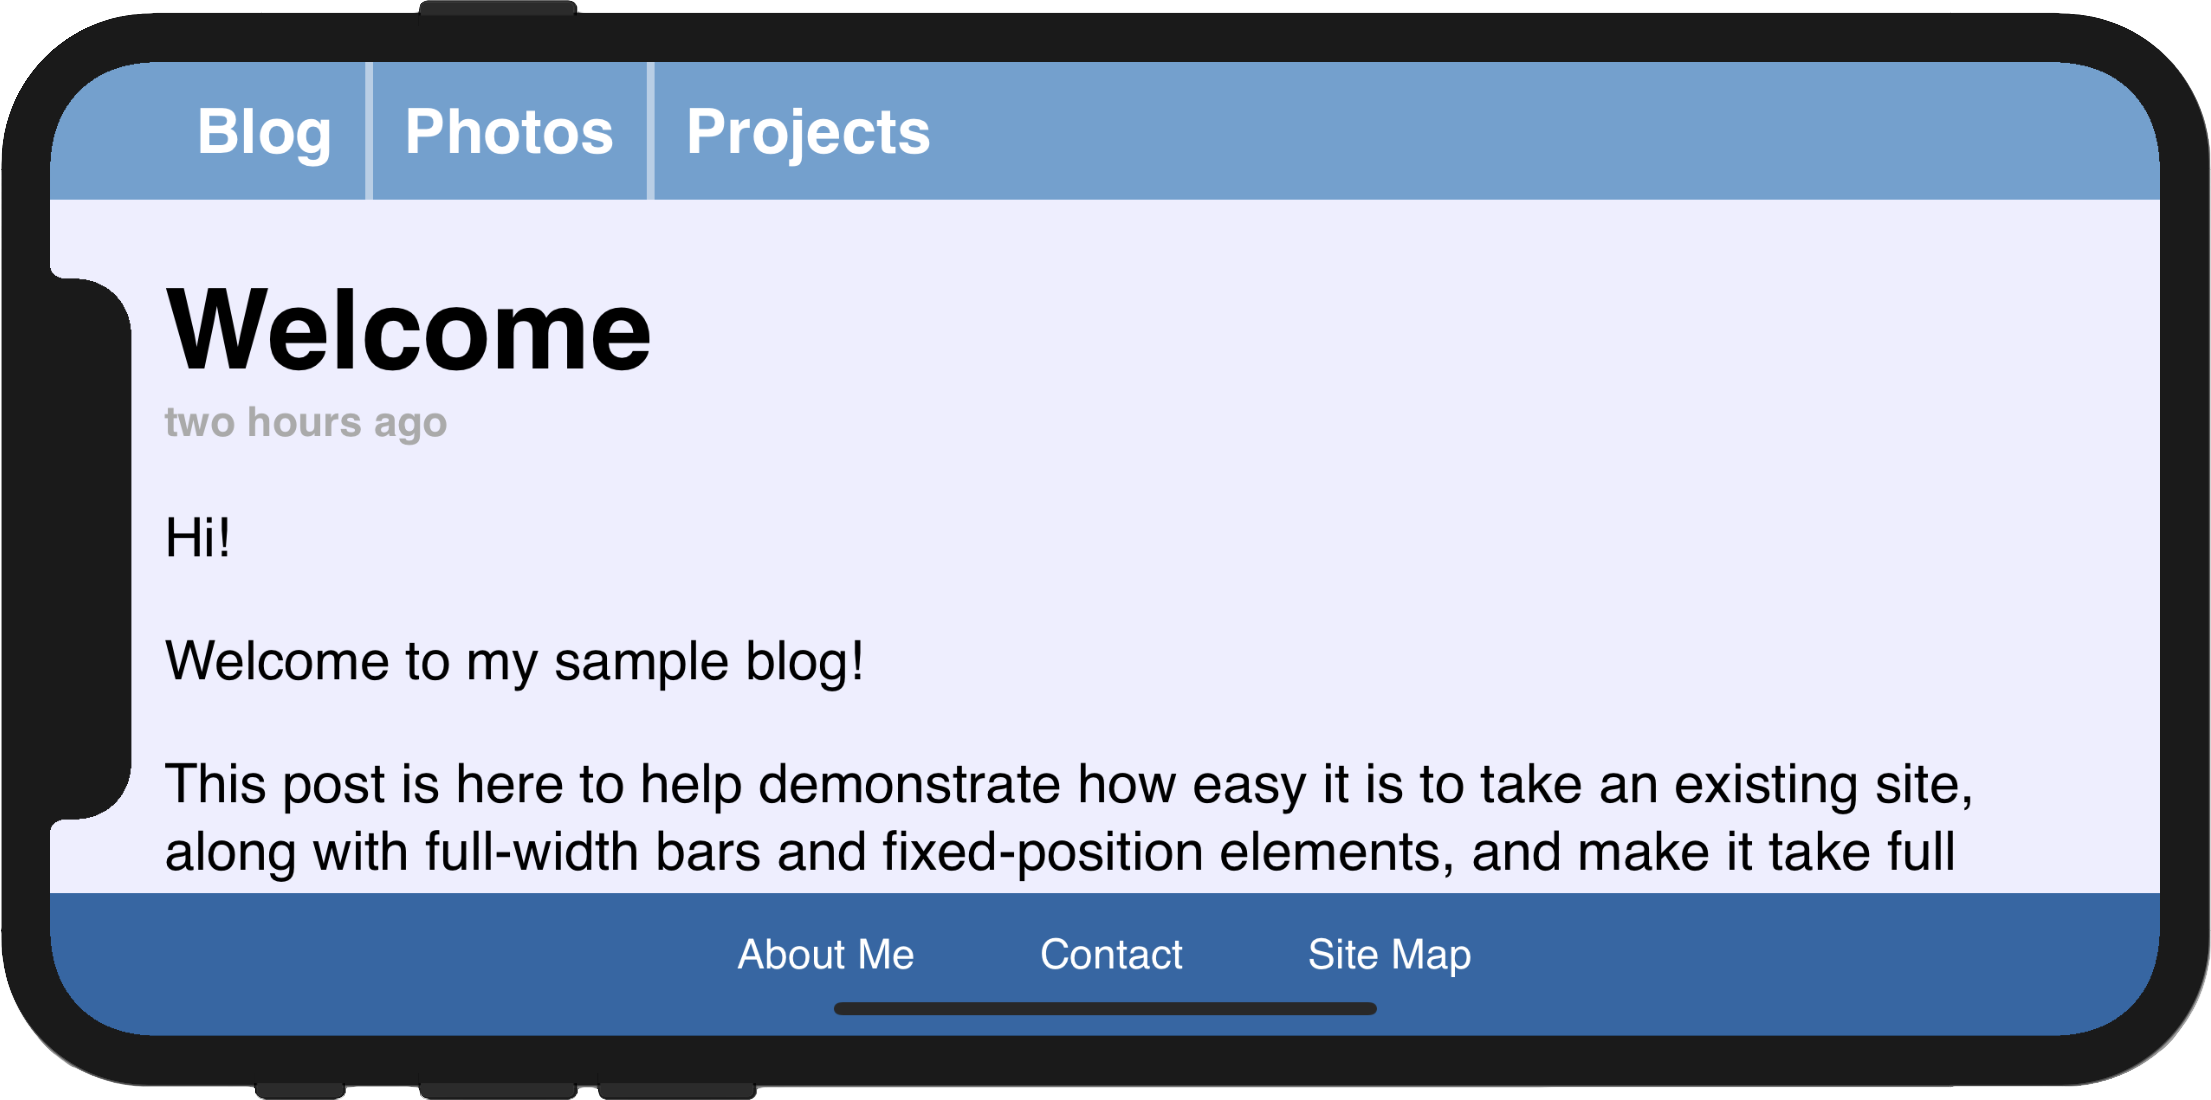 Blog Photos Projects
Welcome
two hours ago
Hi!
Welcome to my sample blog!
This post is here to help demonstrate how easy it is to take an existing site,
along with full-width bars and fixed-position elements, and make it take full
About Me Contact Site Map